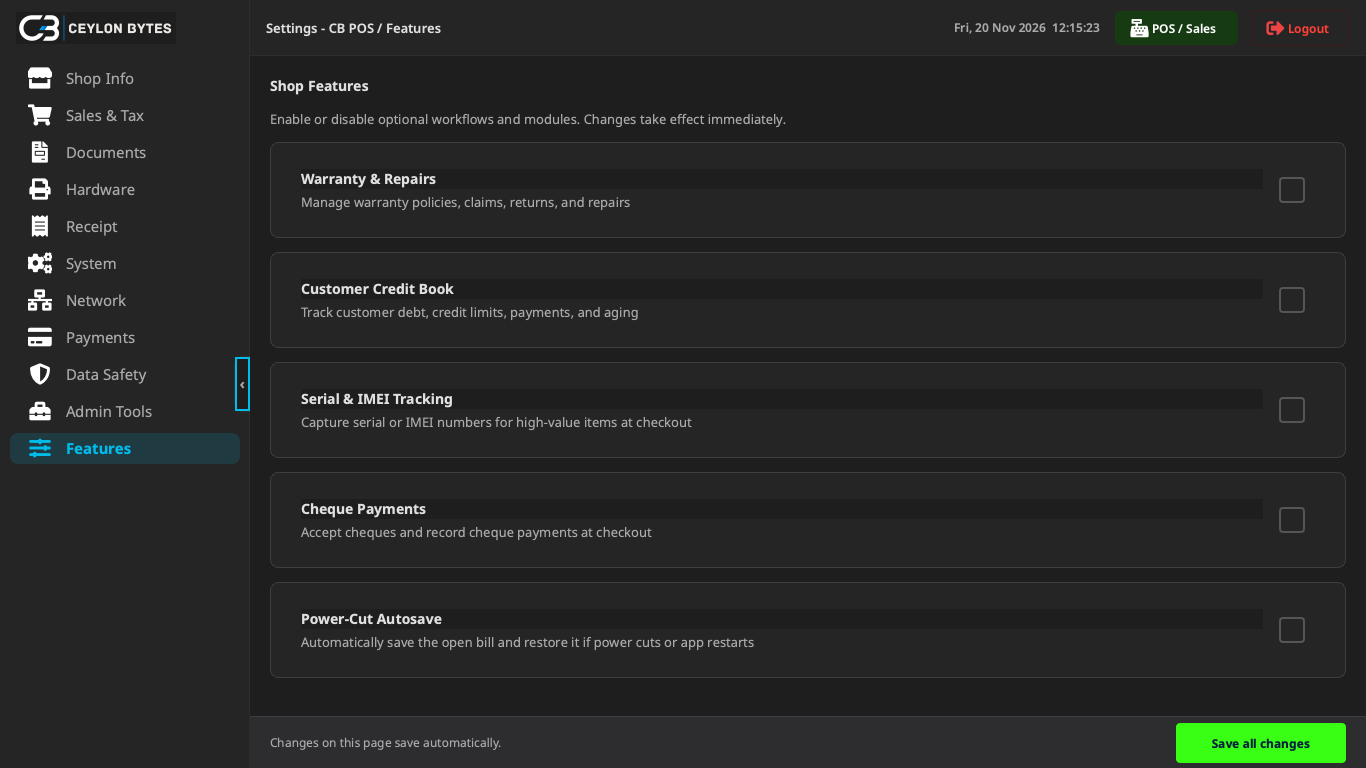 CB CEYLON BYTES
Settings - CB POS / Features
Fri, 20 Nov 2026 12:15:23
POS / Sales
Logout
Shop Info
Sales & Tax
Documents
Hardware
Receipt
System
Network
Payments
Data Safety
Admin Tools
Features
‹
Shop Features
Enable or disable optional workflows and modules. Changes take effect immediately.
Warranty & Repairs
Manage warranty policies, claims, returns, and repairs
Customer Credit Book
Track customer debt, credit limits, payments, and aging
Serial & IMEI Tracking
Capture serial or IMEI numbers for high-value items at checkout
Cheque Payments
Accept cheques and record cheque payments at checkout
Power-Cut Autosave
Automatically save the open bill and restore it if power cuts or app restarts
Changes on this page save automatically.
Save all changes